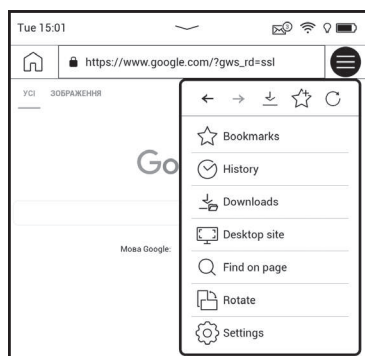 Tue 15:01
3
https://www.google.com/?gws_rd=ssl
УСІ ЗОБРАЖЕННЯ
Go
Мова Google:
Bookmarks
History
Downloads
Desktop site
Find on page
Rotate
Settings